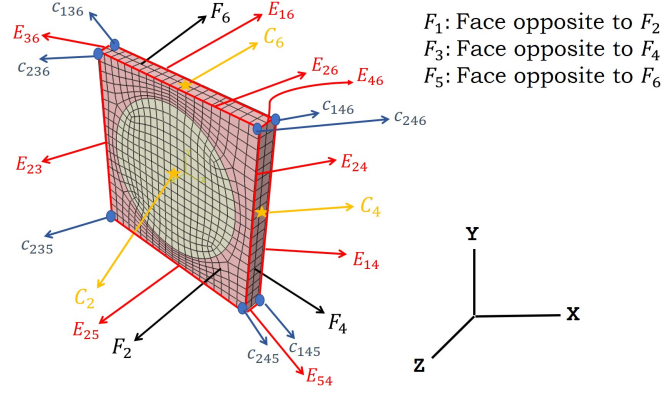 c₁₃₆
F₆
E₁₆
F₁: Face opposite to F₂
E₃₆
C₆
F₃: Face opposite to F₄
c₂₃₆
E₂₆
E₄₆
F₅: Face opposite to F₆
c₁₄₆
c₂₄₆
E₂₃
E₂₄
C₄
c₂₃₅
Y
E₁₄
C₂
E₂₅
F₄
X
F₂
c₂₄₅
c₁₄₅
Z
E₅₄